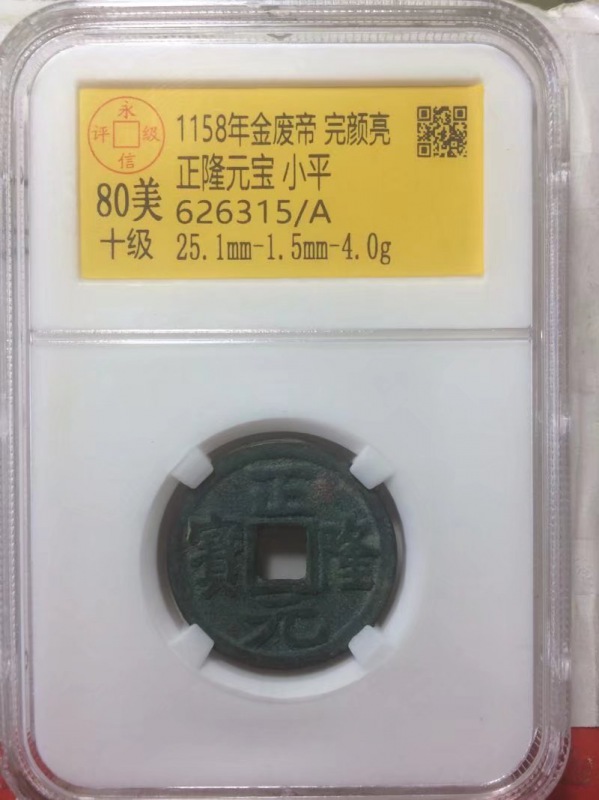 永信评级
80美
十级
1158年金废帝 完颜亮
正隆元宝 小平
626315/A
25.1mm-1.5mm-4.0g
正隆元寶